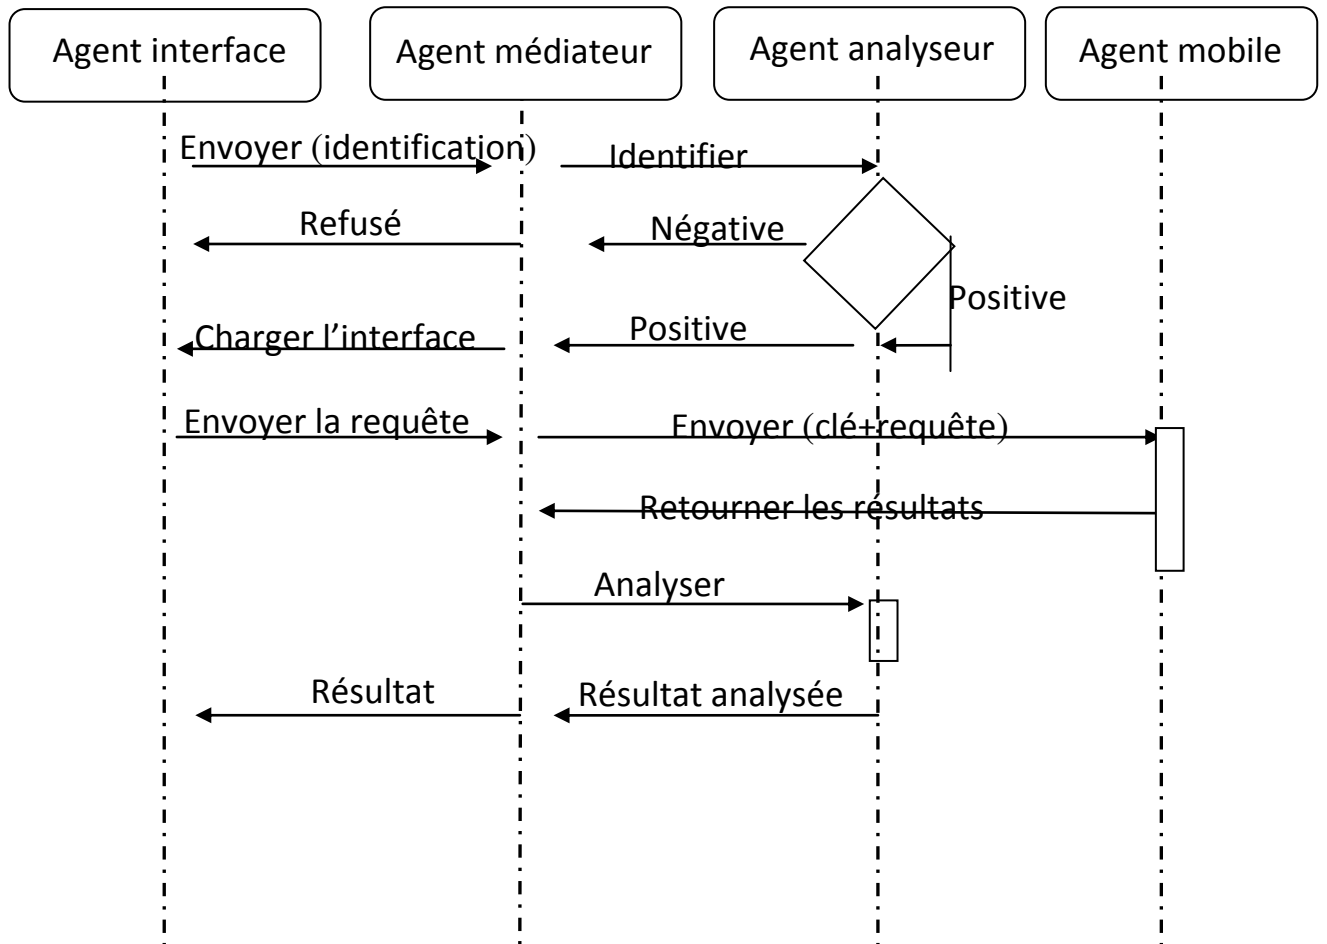 Agent interface
Agent médiateur
Agent analyseur
Agent mobile
Envoyer (identification)
Identifier
Refusé
Négative
Positive
Charger l’interface
Positive
Envoyer la requête
Envoyer (clé+requête)
Retourner les résultats
Analyser
Résultat
Résultat analysée